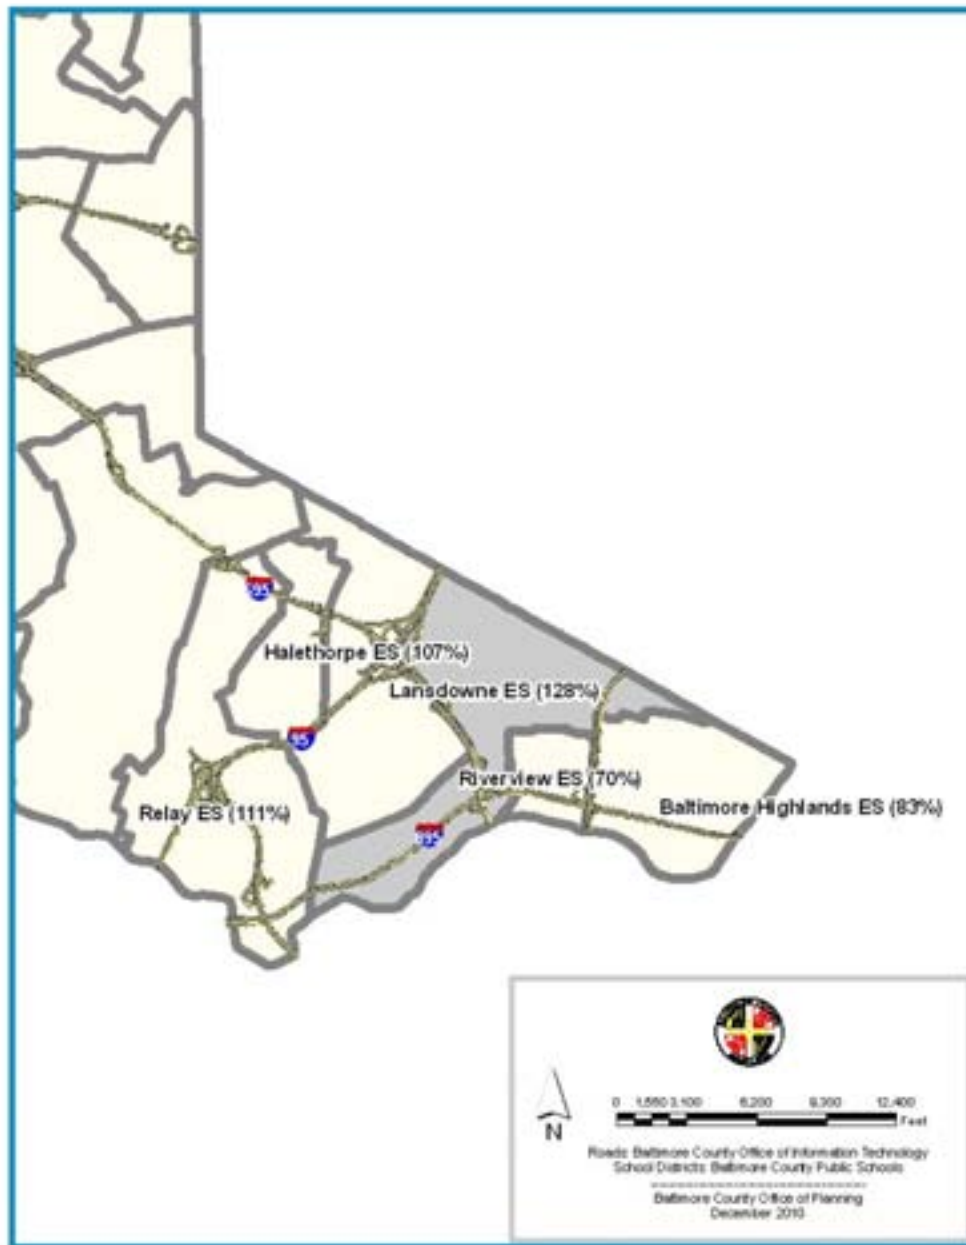 695
Halethorpe ES (107%)
Lansdowne ES (128%)
95
Riverview ES (70%)
Baltimore Highlands ES (83%)
Relay ES (111%)
895
0 1,550 3,100 6,200 9,300 12,400
Feet
N
Roads: Baltimore County Office of Information Technology
School Districts: Baltimore County Public Schools
Baltimore County Office of Planning
December 2010